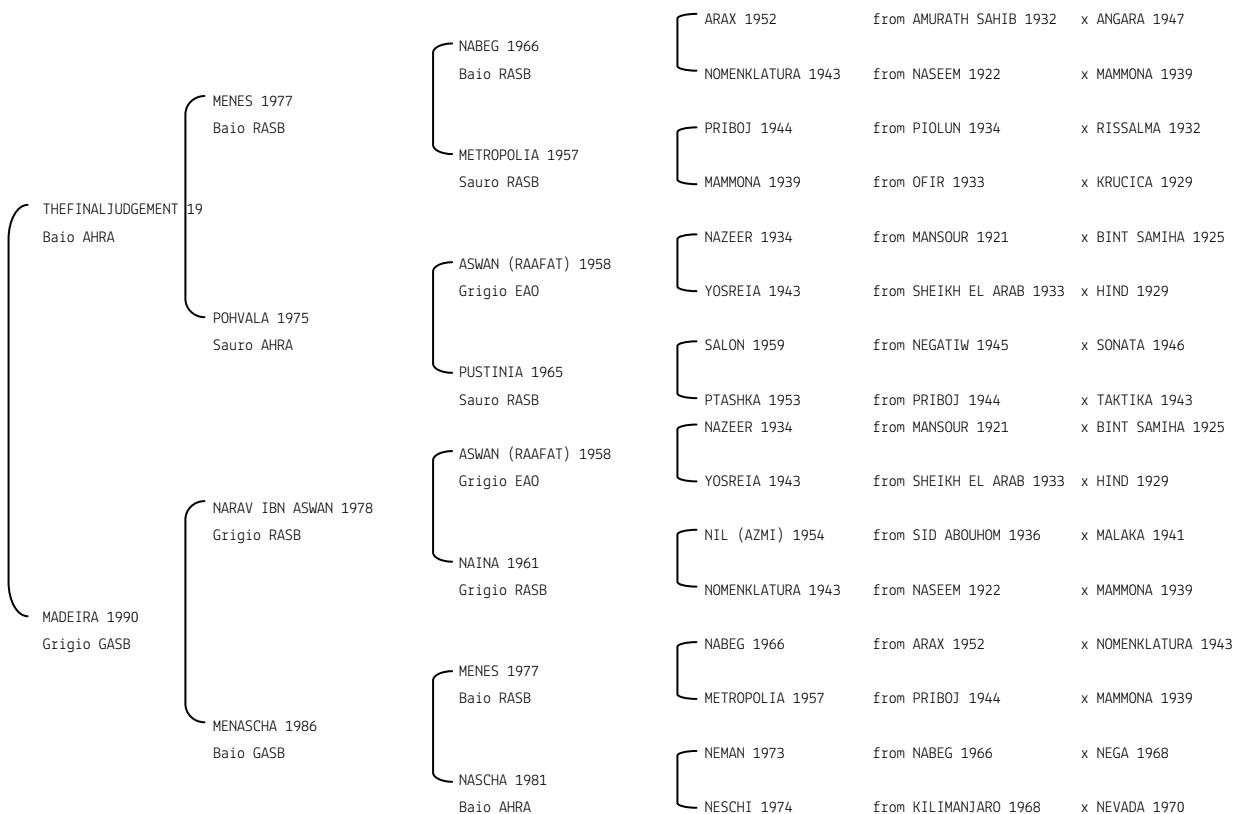 ARAX 1952 from AMURATH SAHIB 1932 x ANGARA 1947
NABEG 1966
Baio RASB
NOMENKLATURA 1943 from NASEEM 1922 x MAMMONA 1939
MENES 1977
Baio RASB
PRIBOJ 1944 from PIOLUN 1934 x RISSALMA 1932
METROPOLIA 1957
Sauro RASB
MAMMONA 1939 from OFIR 1933 x KRUCICA 1929
THEFINALJUDGEMENT 19
Baio AHRA
NAZEER 1934 from MANSOUR 1921 x BINT SAMIHA 1925
ASWAN (RAAFAT) 1958
Grigio EAO
YOSREIA 1943 from SHEIKH EL ARAB 1933 x HIND 1929
POHVALA 1975
Sauro AHRA
SALON 1959 from NEGATIW 1945 x SONATA 1946
PUSTINIA 1965
Sauro RASB
PTASHKA 1953 from PRIBOJ 1944 x TAKTIKA 1943
NAZEER 1934 from MANSOUR 1921 x BINT SAMIHA 1925
ASWAN (RAAFAT) 1958
Grigio EAO
YOSREIA 1943 from SHEIKH EL ARAB 1933 x HIND 1929
NARAV IBN ASWAN 1978
Grigio RASB
NIL (AZMI) 1954 from SID ABOUHOM 1936 x MALAKA 1941
NAINA 1961
Grigio RASB
NOMENKLATURA 1943 from NASEEM 1922 x MAMMONA 1939
MADEIRA 1990
Grigio GASB
NABEG 1966 from ARAX 1952 x NOMENKLATURA 1943
MENES 1977
Baio RASB
METROPOLIA 1957 from PRIBOJ 1944 x MAMMONA 1939
MENASCHA 1986
Baio GASB
NEMAN 1973 from NABEG 1966 x NEGA 1968
NASCHA 1981
Baio AHRA
NESCHI 1974 from KILIMANJARO 1968 x NEVADA 1970